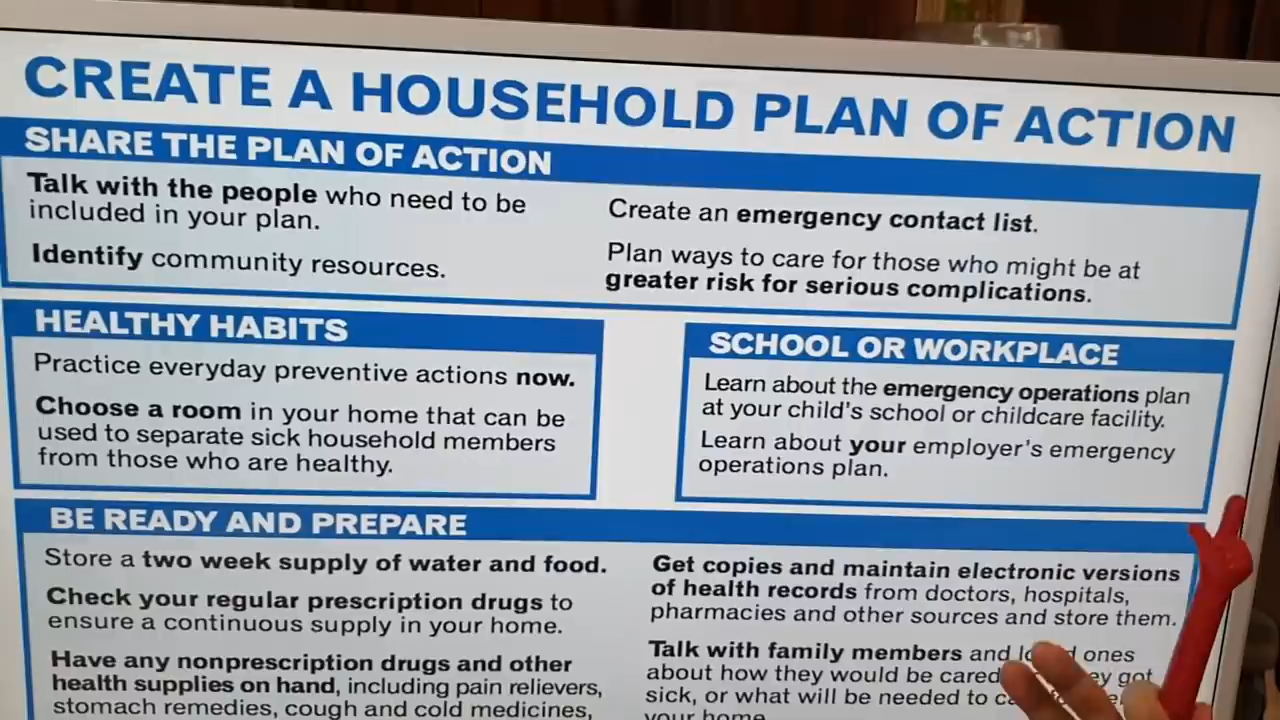 CREATE A HOUSEHOLD PLAN OF ACTION
SHARE THE PLAN OF ACTION
Talk with the people who need to be
included in your plan.
Identify community resources.
Create an emergency contact list.
Plan ways to care for those who might be at
greater risk for serious complications.
HEALTHY HABITS
Practice everyday preventive actions now.
Choose a room in your home that can be
used to separate sick household members
from those who are healthy.
SCHOOL OR WORKPLACE
Learn about the emergency operations plan
at your child's school or childcare facility.
Learn about your employer's emergency
operations plan.
BE READY AND PREPARE
Store a two week supply of water and food.
Check your regular prescription drugs to
ensure a continuous supply in your home.
Have any nonprescription drugs and other
health supplies on hand, including pain relievers,
stomach remedies, cough and cold medicines,
Get copies and maintain electronic versions
of health records from doctors, hospitals,
pharmacies and other sources and store them.
Talk with family members and ones
about how they would be cared got
sick, or what will be needed to
your home